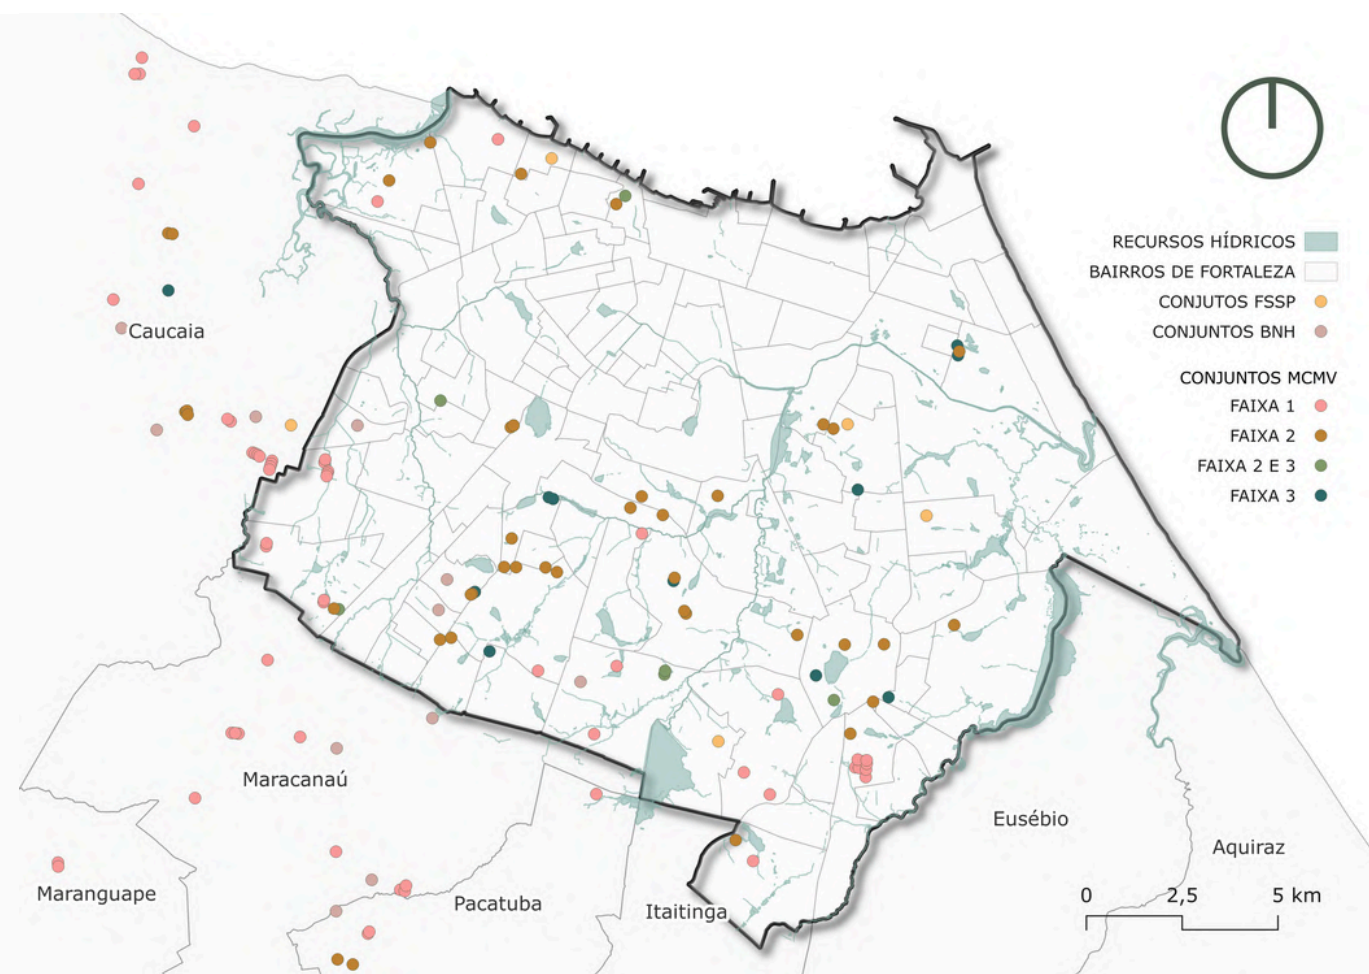 RECURSOS HÍDRICOS
BAIRROS DE FORTALEZA
CONJUTOS FSSP
CONJUNTOS BNH
CONJUNTOS MCMV
FAIXA 1
FAIXA 2
FAIXA 2 E 3
FAIXA 3
Caucaia
Maracanaú
Maranguape
Pacatuba
Itaitinga
Eusébio
Aquiraz
0 2,5 5 km